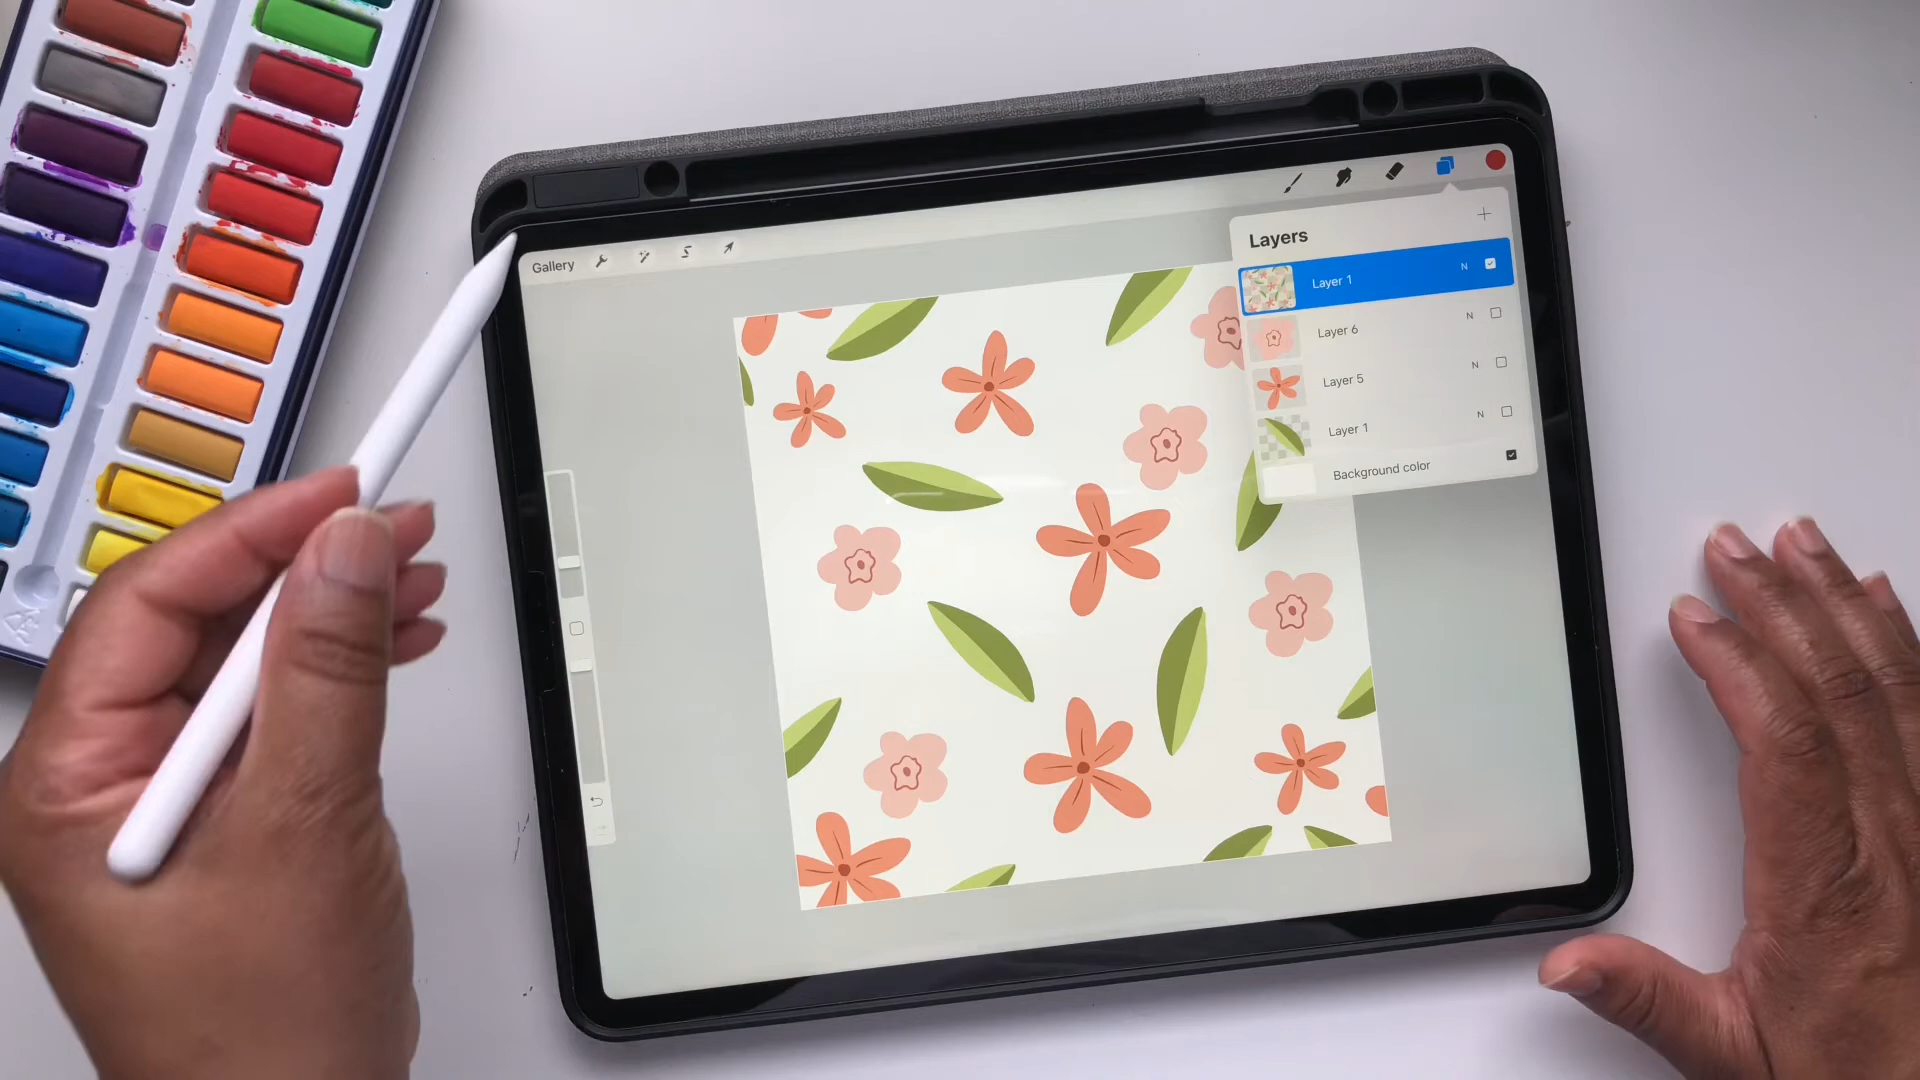 Gallery
Layers
Layer 1 N
Layer 6 N
Layer 5 N
Layer 1 N
Background color